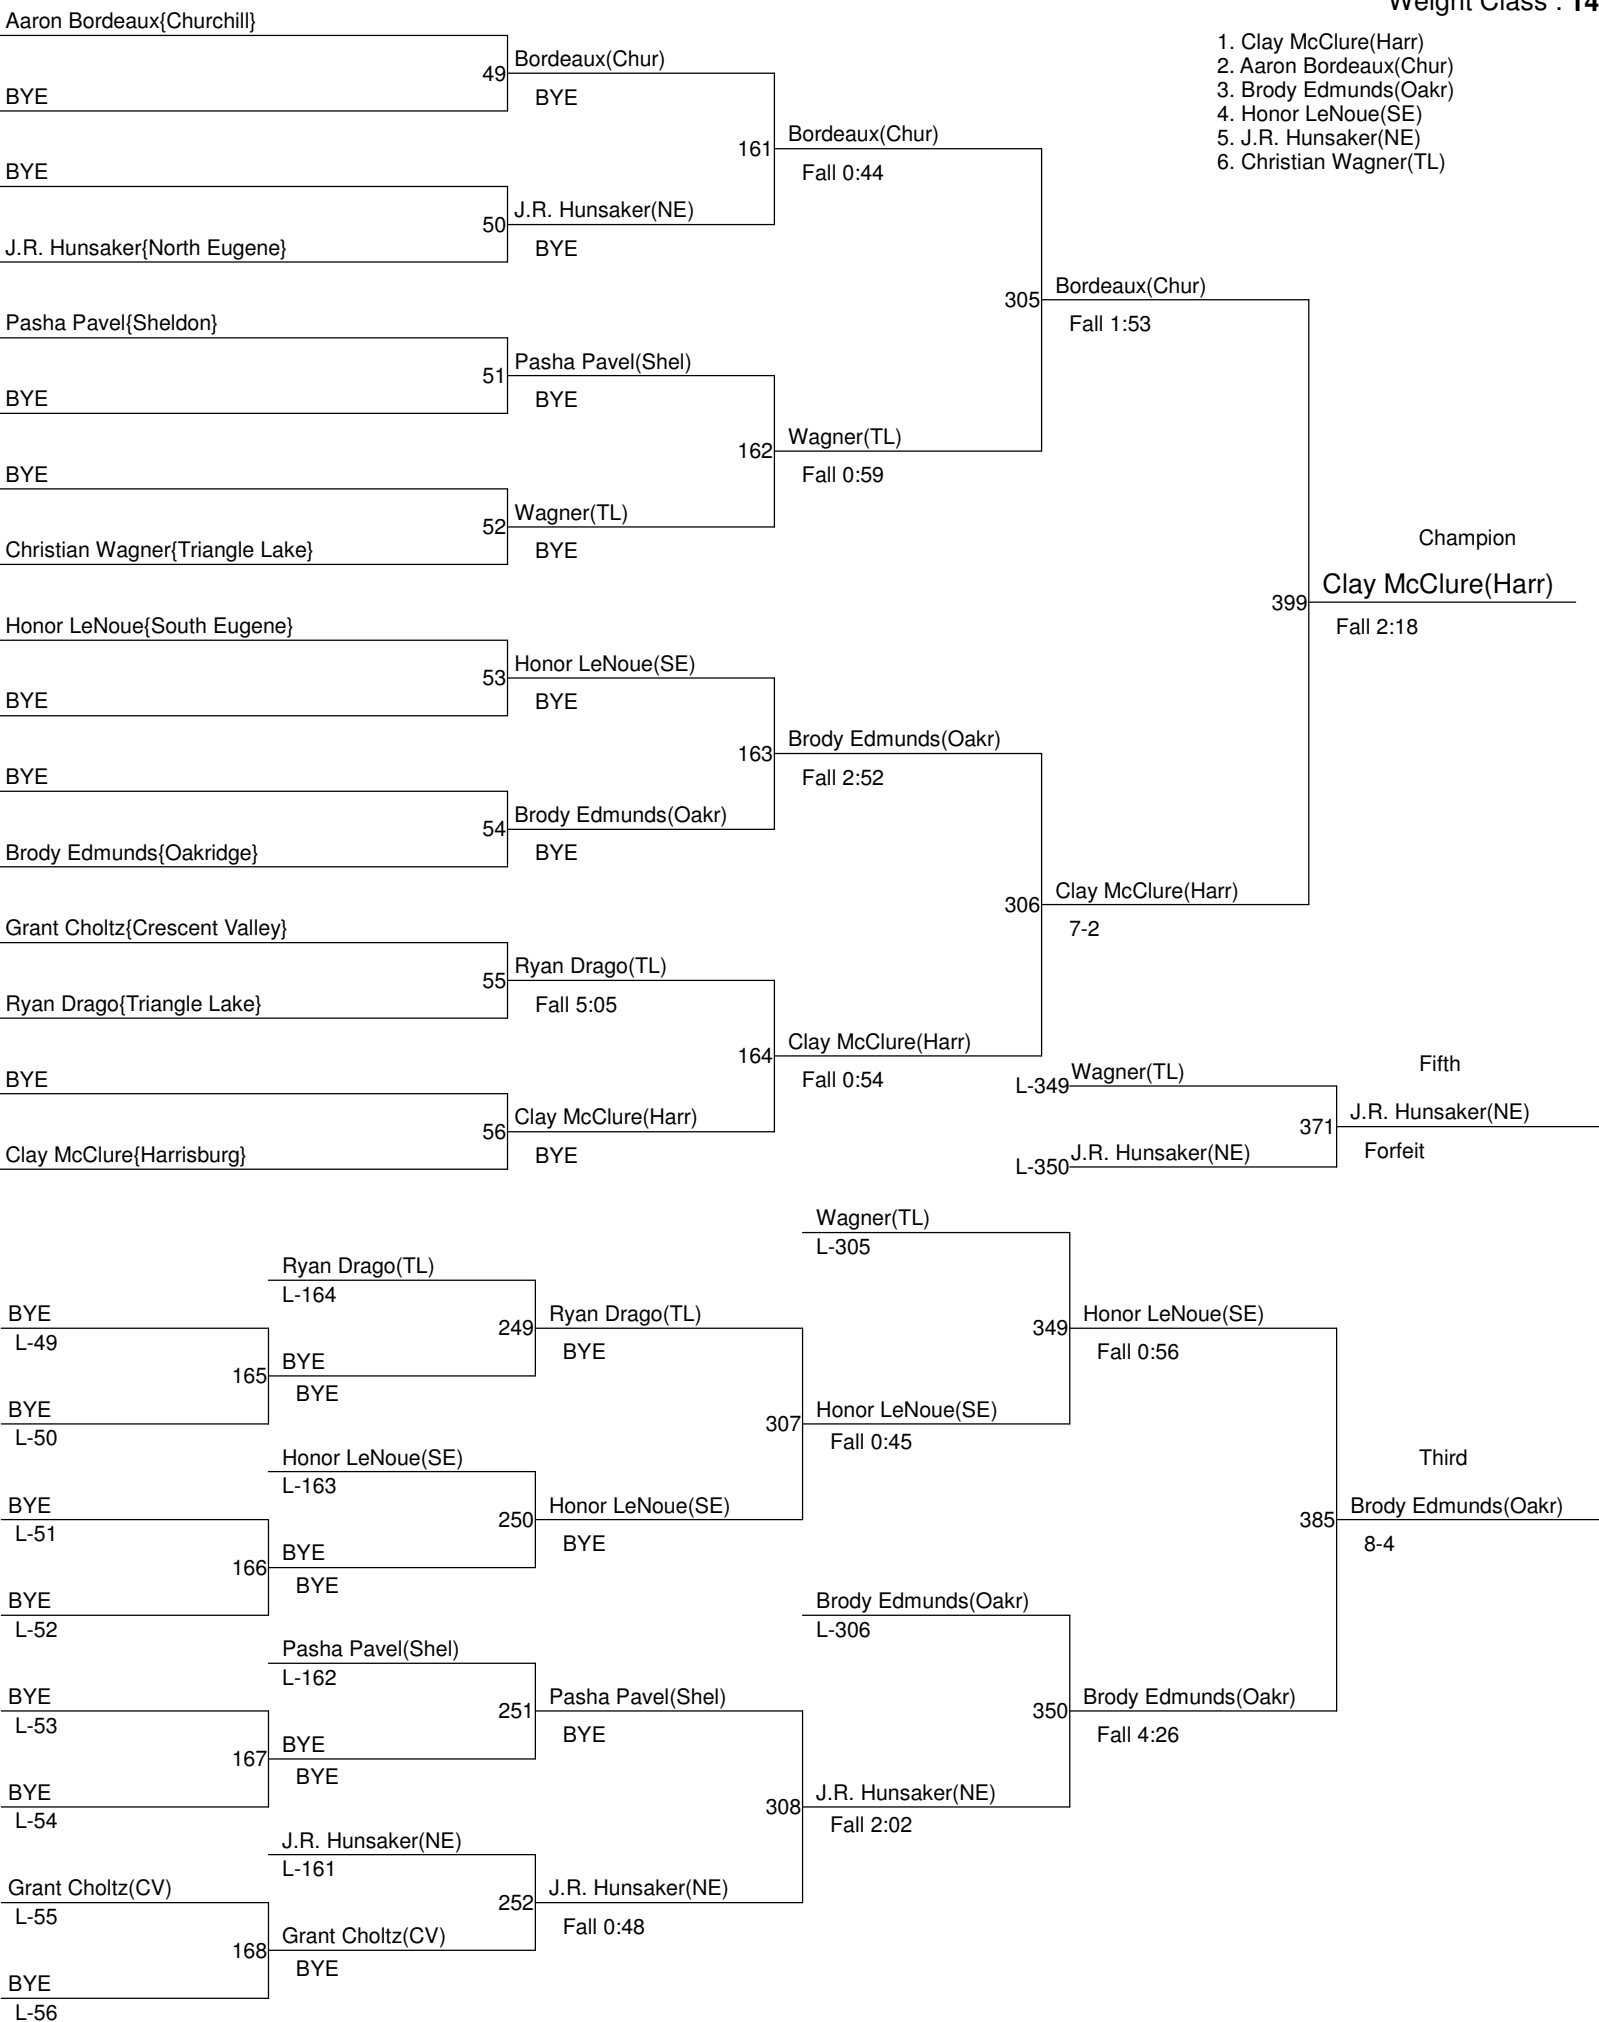 Weight Class : 14
1. Clay McClure(Harr)
2. Aaron Bordeaux(Chur)
3. Brody Edmunds(Oakr)
4. Honor LeNoue(SE)
5. J.R. Hunsaker(NE)
6. Christian Wagner(TL)
Aaron Bordeaux{Churchill}
BYE
49
Bordeaux(Chur)
BYE
BYE
J.R. Hunsaker{North Eugene}
50
J.R. Hunsaker(NE)
BYE
161
Bordeaux(Chur)
Fall 0:44
Pasha Pavel{Sheldon}
BYE
51
Pasha Pavel(Shel)
BYE
BYE
Christian Wagner{Triangle Lake}
52
Wagner(TL)
BYE
162
Wagner(TL)
Fall 0:59
305
Bordeaux(Chur)
Fall 1:53
Honor LeNoue{South Eugene}
BYE
53
Honor LeNoue(SE)
BYE
BYE
Brody Edmunds{Oakridge}
54
Brody Edmunds(Oakr)
BYE
163
Brody Edmunds(Oakr)
Fall 2:52
Grant Choltz{Crescent Valley}
Ryan Drago{Triangle Lake}
55
Ryan Drago(TL)
Fall 5:05
BYE
Clay McClure{Harrisburg}
56
Clay McClure(Harr)
BYE
164
Clay McClure(Harr)
Fall 0:54
306
Clay McClure(Harr)
7-2
Champion
399
Clay McClure(Harr)
Fall 2:18
L-349
Wagner(TL)
L-350
J.R. Hunsaker(NE)
Fifth
371
J.R. Hunsaker(NE)
Forfeit
BYE
L-49
BYE
L-50
165
BYE
BYE
Ryan Drago(TL)
L-164
249
Ryan Drago(TL)
BYE
BYE
L-51
BYE
L-52
166
BYE
BYE
Honor LeNoue(SE)
L-163
250
Honor LeNoue(SE)
BYE
307
Honor LeNoue(SE)
Fall 0:45
Wagner(TL)
L-305
349
Honor LeNoue(SE)
Fall 0:56
BYE
L-53
BYE
L-54
167
BYE
BYE
Pasha Pavel(Shel)
L-162
251
Pasha Pavel(Shel)
BYE
Grant Choltz(CV)
L-55
BYE
L-56
168
Grant Choltz(CV)
BYE
J.R. Hunsaker(NE)
L-161
252
J.R. Hunsaker(NE)
Fall 0:48
308
J.R. Hunsaker(NE)
Fall 2:02
Brody Edmunds(Oakr)
L-306
350
Brody Edmunds(Oakr)
Fall 4:26
Third
385
Brody Edmunds(Oakr)
8-4